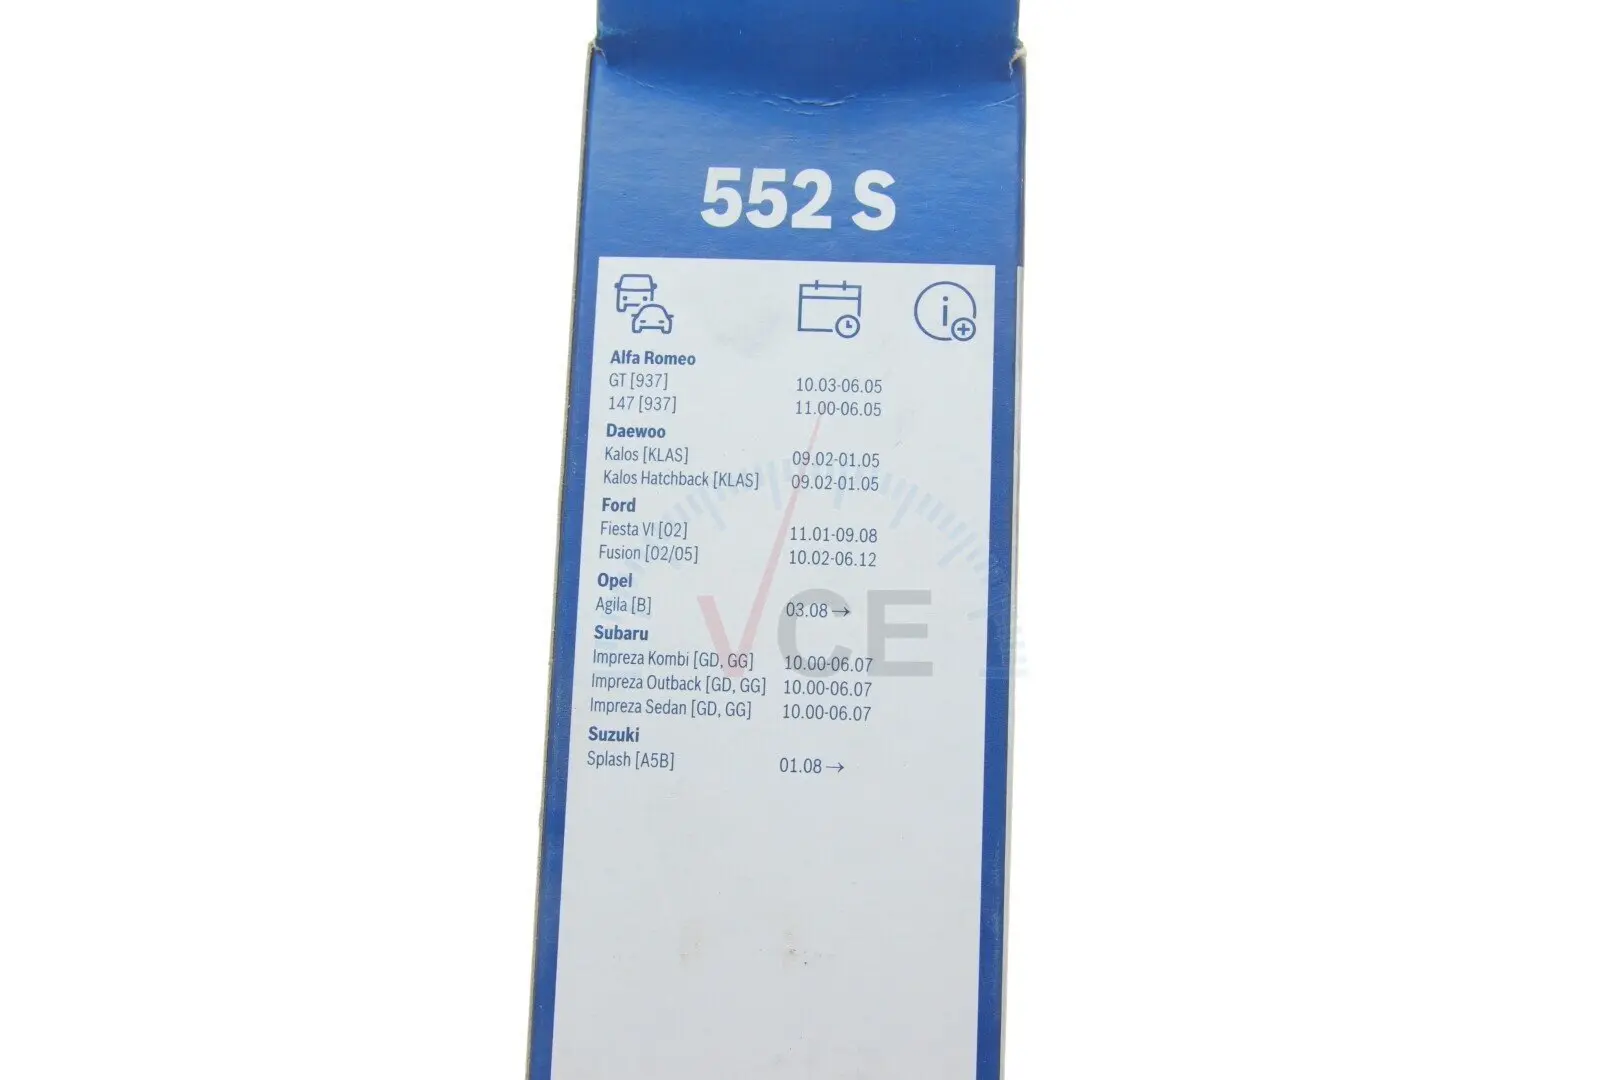 552 S
Alfa Romeo
GT [937] 10.03-06.05
147 [937] 11.00-06.05
Daewoo
Kalos [KLAS] 09.02-01.05
Kalos Hatchback [KLAS] 09.02-01.05
Ford
Fiesta VI [02] 11.01-09.08
Fusion [02/05] 10.02-06.12
Opel
Agila [B] 03.08→
Subaru
Impreza Kombi [GD, GG] 10.00-06.07
Impreza Outback [GD, GG] 10.00-06.07
Impreza Sedan [GD, GG] 10.00-06.07
Suzuki
Splash [A5B] 01.08→
VCE